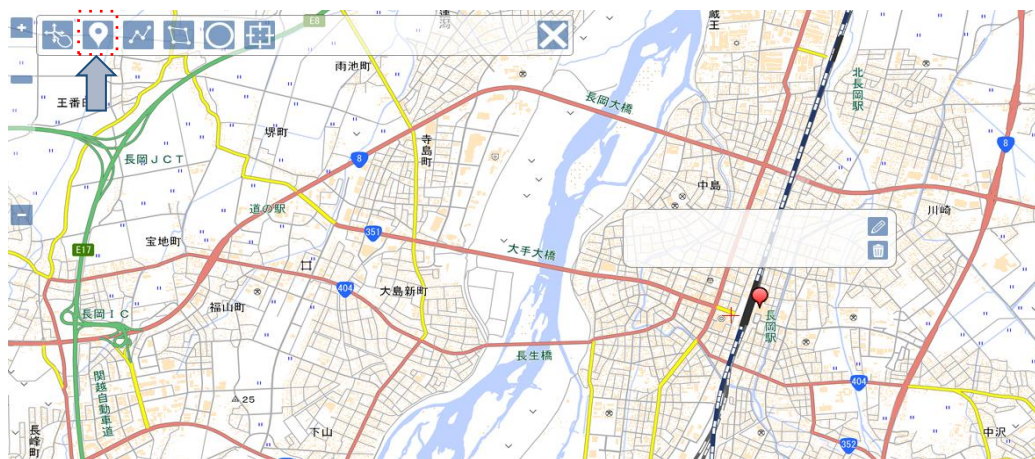 E8
蔵王
雨池町
北長岡駅
長岡大橋
堺町
寺島町
8
8
長岡ＪＣＴ
中島
道の駅
川崎
351
宝地町
大手大橋
E17
404
大島新町
福山町
長岡ＩＣ
長岡駅
長生橋
関越自動車道
404
25
下山
長峰町
中沢
352